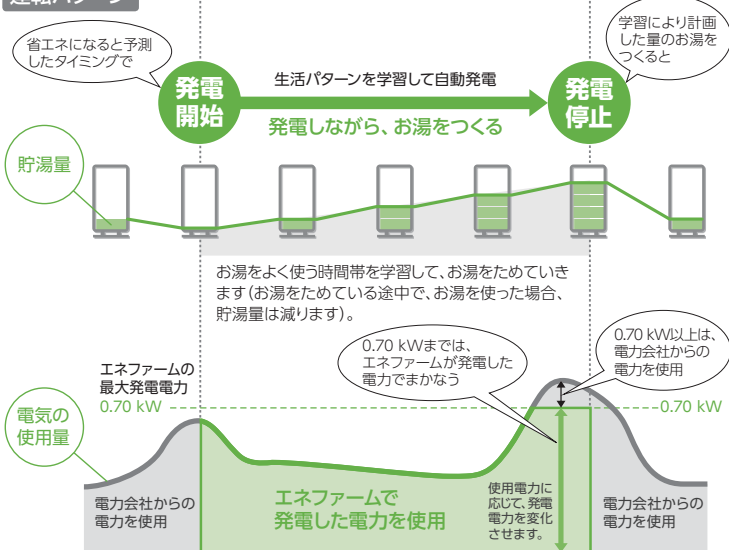 運転パターン
省エネになると予測
したタイミングで
発電
開始
生活パターンを学習して自動発電
発電しながら、お湯をつくる
学習により計画
した量のお湯を
つくると
発電
停止
貯湯量
お湯をよく使う時間帯を学習して、お湯をためていき
ます(お湯をためている途中で、お湯を使った場合、
貯湯量は減ります)。
0.70 kWまでは、
エネファームが発電した
電力でまかなう
0.70 kW以上は、
電力会社からの
電力を使用
エネファームの
最大発電電力
0.70 kW
0.70 kW
電気の
使用量
電力会社からの
電力を使用
エネファームで
発電した電力を使用
使用電力に
応じて、発電
電力を変化
させます。
電力会社からの
電力を使用